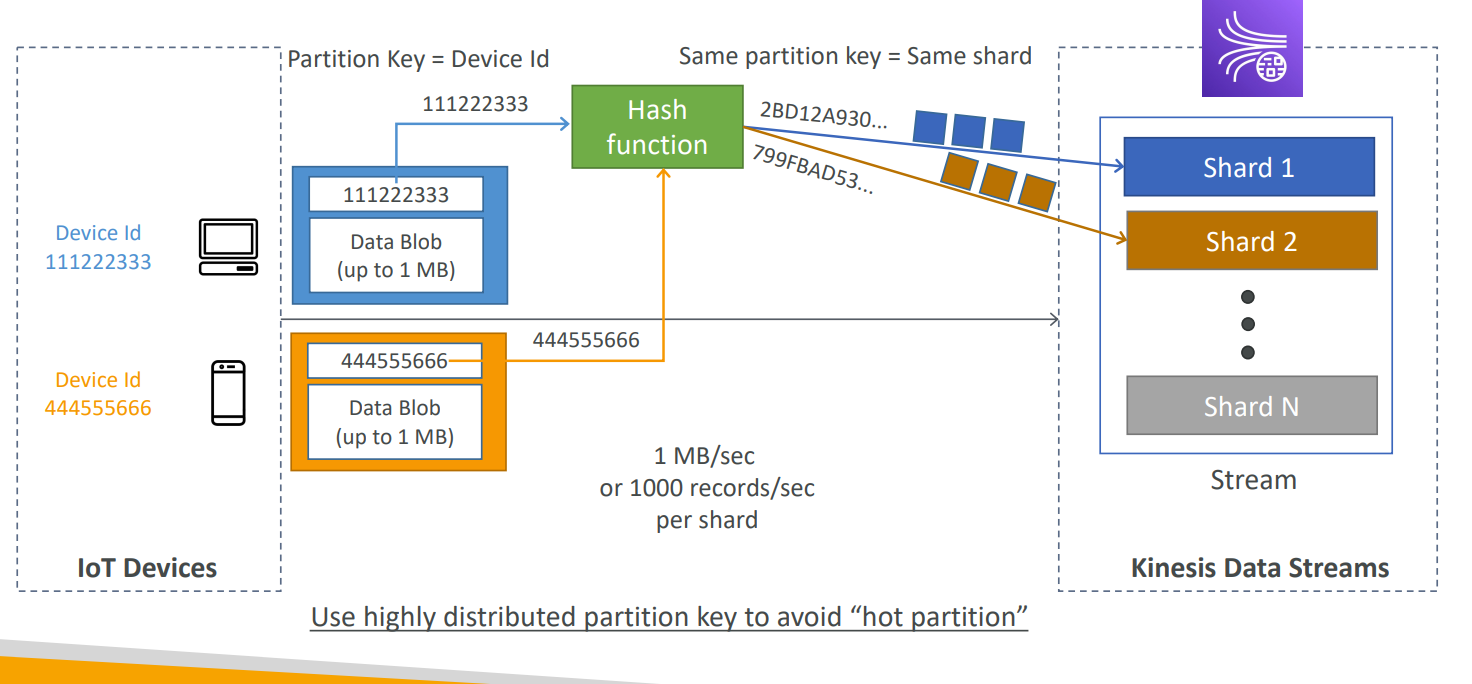 Partition Key = Device Id
Same partition key = Same shard
111222333
Hash
function
2BD12A930...
799FBAD53...
Shard 1
111222333
Data Blob
(up to 1 MB)
Device Id
111222333
Shard 2
444555666
444555666
Data Blob
(up to 1 MB)
Device Id
444555666
Shard N
1 MB/sec
or 1000 records/sec
per shard
Stream
IoT Devices
Kinesis Data Streams
Use highly distributed partition key to avoid “hot partition”